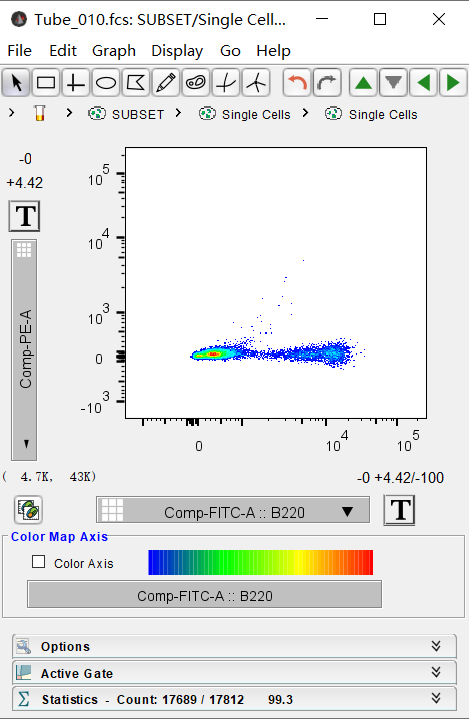 Tube_010.fcs: SUBSET/Single Cell...
File Edit Graph Display Go Help
> > SUBSET > Single Cells > Single Cells
-0
+4.42
T
Comp-PE-A
10^5
10^4
10^3
0
-10^3
0 10^4 10^5
( 4.7K, 43K)
-0 +4.42/-100
Comp-FITC-A :: B220
T
Color Map Axis
Color Axis
Comp-FITC-A :: B220
Options
Active Gate
Σ Statistics - Count: 17689 / 17812 99.3